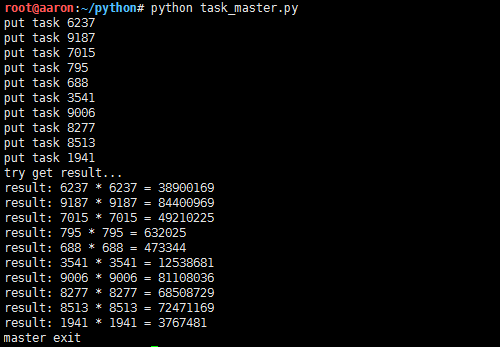 root@aaron:~/python# python task_master.py
put task 6237
put task 9187
put task 7015
put task 795
put task 688
put task 3541
put task 9006
put task 8277
put task 8513
put task 1941
try get result...
result: 6237 * 6237 = 38900169
result: 9187 * 9187 = 84400969
result: 7015 * 7015 = 49210225
result: 795 * 795 = 632025
result: 688 * 688 = 473344
result: 3541 * 3541 = 12538681
result: 9006 * 9006 = 81108036
result: 8277 * 8277 = 68508729
result: 8513 * 8513 = 72471169
result: 1941 * 1941 = 3767481
master exit